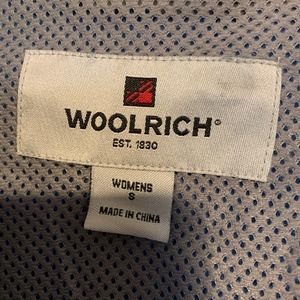 WOOLRICH®
EST. 1830
WOMENS
S
MADE IN CHINA